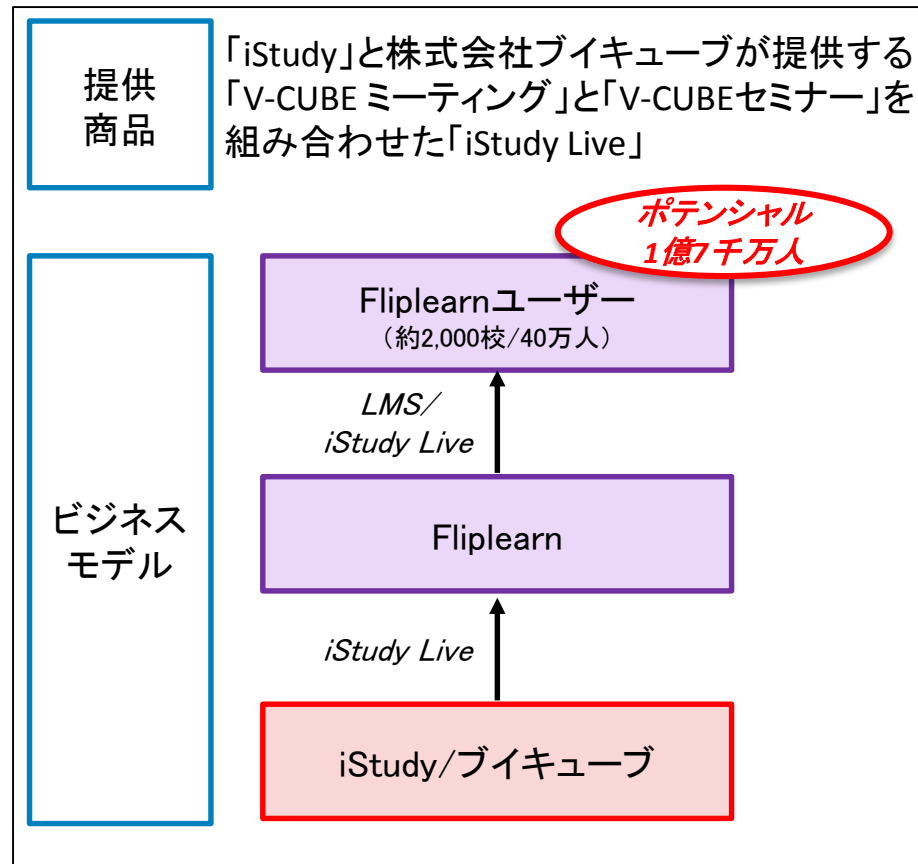 提供
商品
「iStudy」と株式会社ブイキューブが提供する
「V-CUBE ミーティング」と「V-CUBEセミナー」を
組み合わせた「iStudy Live」
ポテンシャル
1億7千万人
ビジネス
モデル
Fliplearnユーザー
（約2,000校/40万人）
LMS/
iStudy Live
Fliplearn
iStudy Live
iStudy/ブイキューブ